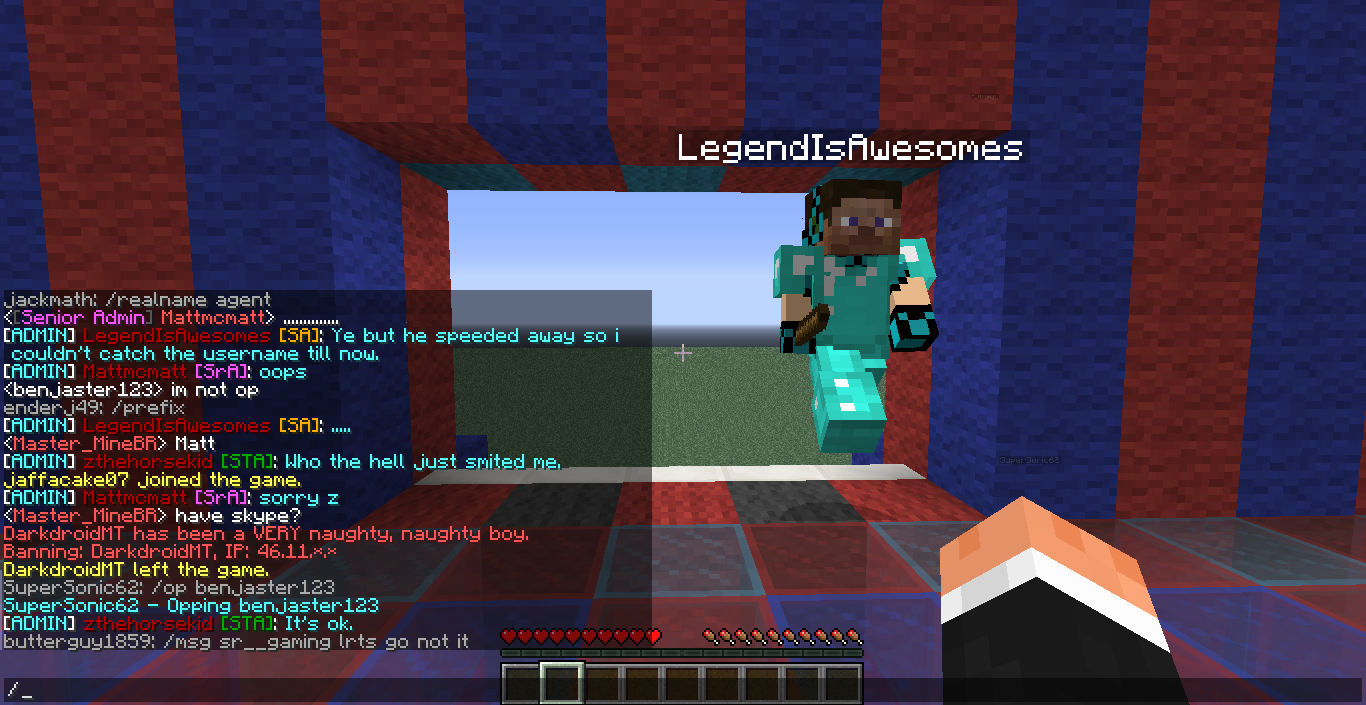 LegendIsAwesomes
jackmath: /realname agent
<[Senior Admin] Mattmcmatt> ..............
[ADMIN] LegendIsAwesomes [SA]: Ye but he speeded away so i
couldn't catch the username till now.
[ADMIN] Mattmcmatt [SrA]: oops
<benjaster123> im not op
enderj49: /prefix
[ADMIN] LegendIsAwesomes [SA]: .....
<Master_MineBR> Matt
[ADMIN] zthehorsekid [STA]: Who the hell just smited me.
jaffacake07 joined the game.
[ADMIN] Mattmcmatt [SrA]: sorry z
<Master_MineBR> have skype?
DarkdroidMT has been a VERY naughty, naughty boy.
Banning: DarkdroidMT, IP: 46.11.*.*
DarkdroidMT left the game.
SuperSonic62: /op benjaster123
SuperSonic62 - Opping benjaster123
[ADMIN] zthehorsekid [STA]: It's ok.
butterguy1859: /msg sr__gaming lrts go not it
/_
SuperSonic62